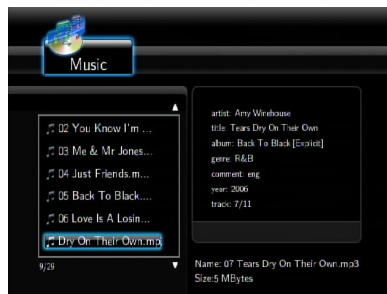 Music
02 You Know I'm ...
03 Me & Mr Jones...
04 Just Friends.m...
05 Back To Black....
06 Love Is A Losin...
Dry On Their Own.mp
9/29
artist: Amy Winehouse
title: Tears Dry On Their Own
album: Back To Black [Explicit]
genre: R&B
comment: eng
year: 2006
track: 7/11
Name: 07 Tears Dry On Their Own.mp3
Size:5 MBytes